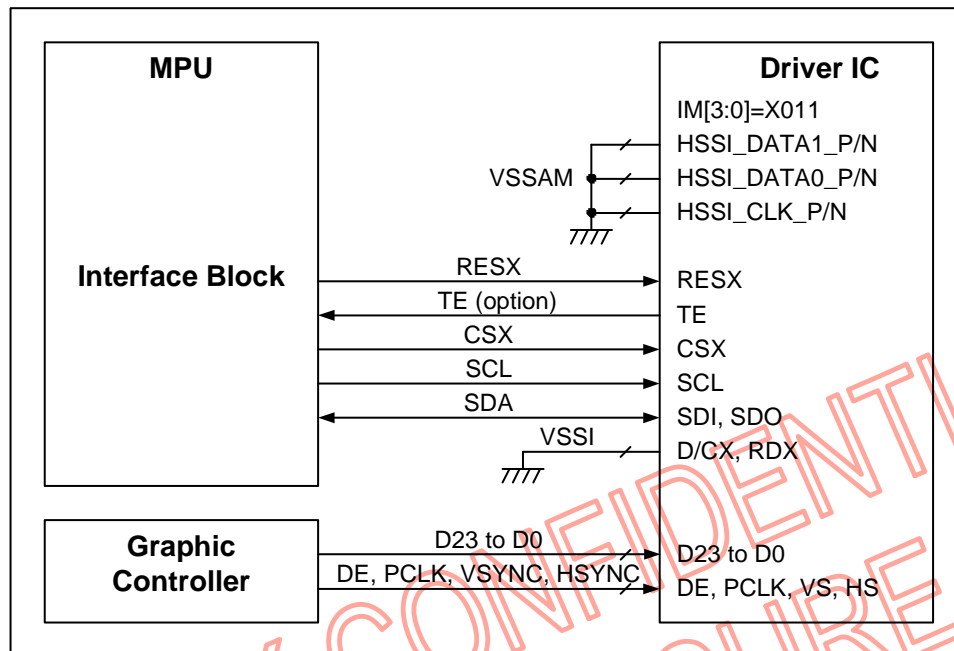 MPU
Interface Block
Driver IC
IM[3:0]=X011
HSSI_DATA1_P/N
VSSAM
HSSI_DATA0_P/N
HSSI_CLK_P/N
RESX
RESX
TE (option)
TE
CSX
CSX
SCL
SCL
SDA
SDI, SDO
VSSI
D/CX, RDX
Graphic
Controller
D23 to D0
D23 to D0
DE, PCLK, VSYNC, HSYNC
DE, PCLK, VS, HS